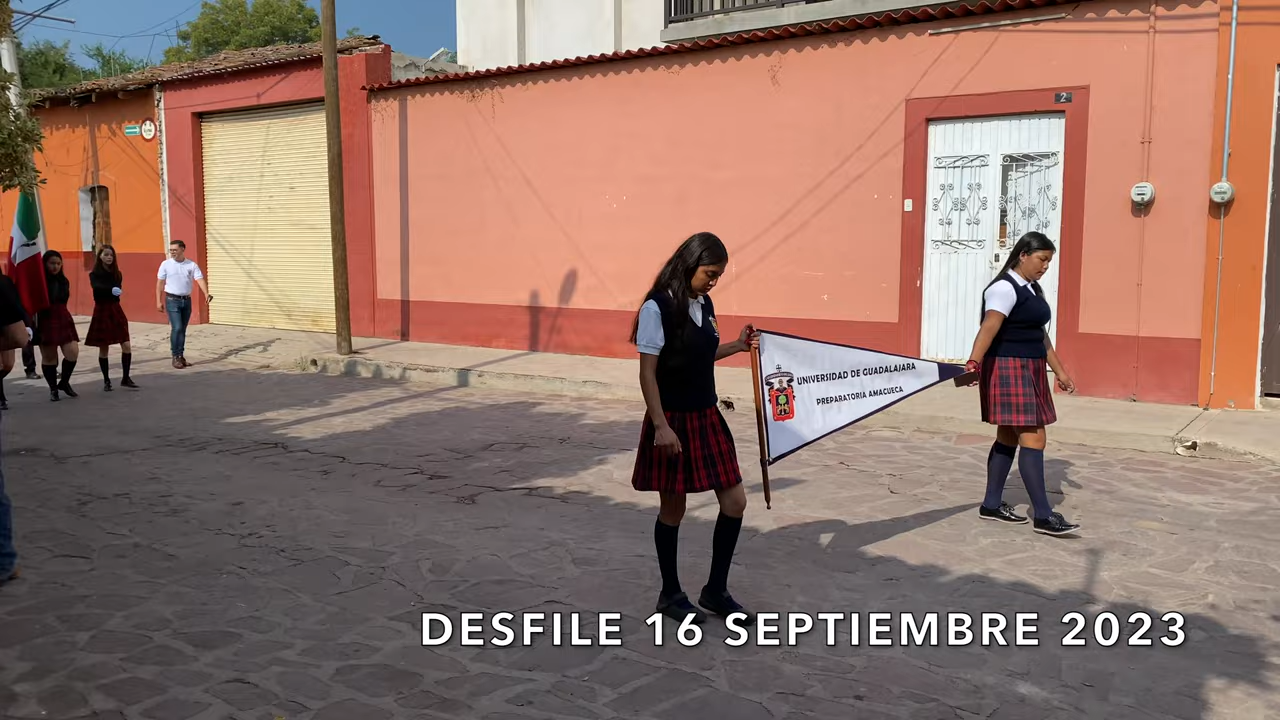 2
UNIVERSIDAD DE GUADALAJARA
PREPARATORIA AMACUECA
DESFILE 16 SEPTIEMBRE 2023